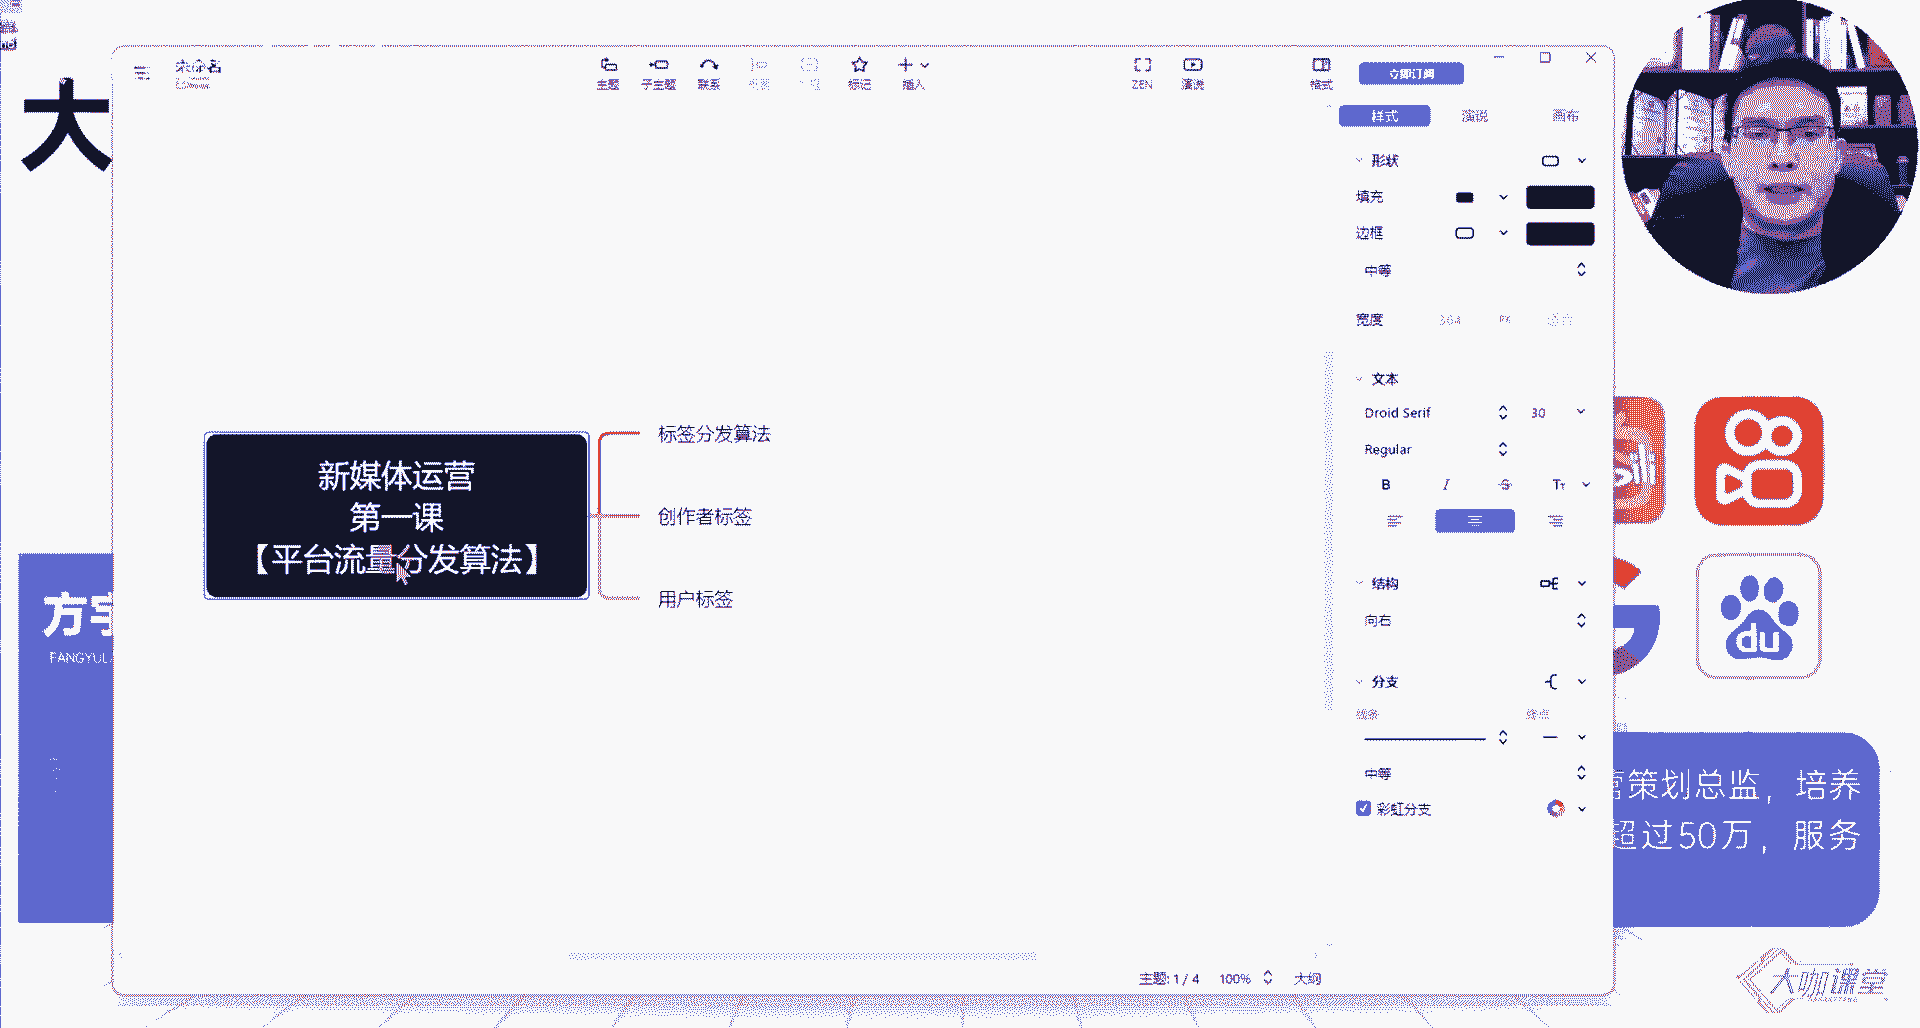 大
未命名
主题
子主题
联系
标记
插入
ZEN
演说
格式
立即订阅
样式
演说
画布
形状
填充
边框
中等
宽度
364
文本
Droid Serif
30
Regular
B
I
S
Tт
结构
向右
分支
线条
终点
中等
彩虹分支
新媒体运营
第一课
【平台流量分发算法】
标签分发算法
创作者标签
用户标签
方宇
FANGYUL
du
营策划总监，培养
超过50万，服务
主题: 1 / 4
100%
大纲
大咖课堂